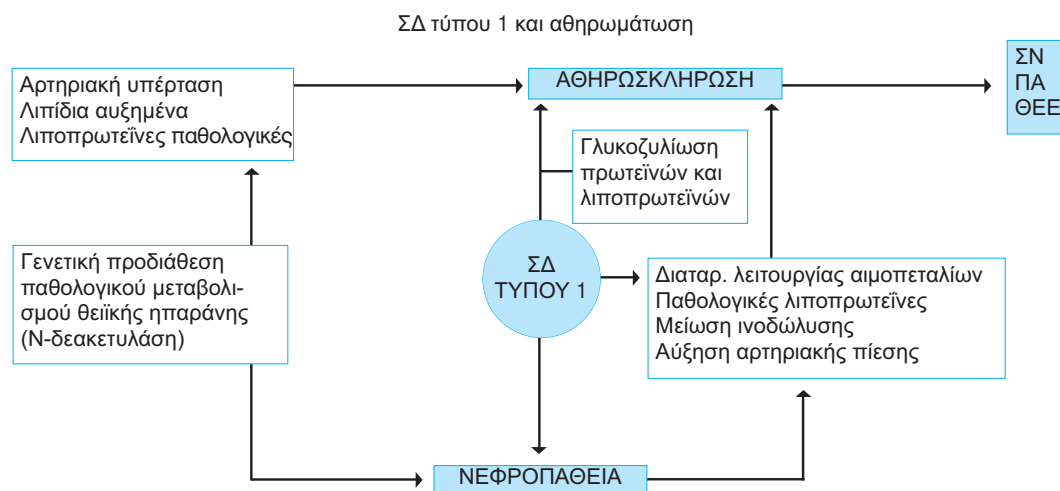 ΣΔ τύπου 1 και αθηρωμάτωση
Αρτηριακή υπέρταση
Λιπίδια αυξημένα
Λιποπρωτεΐνες παθολογικές
ΑΘΗΡΩΣΚΛΗΡΩΣΗ
ΣΝ
ΠΑ
ΘΕΕ
Γλυκοζυλίωση
πρωτεϊνών και
λιποπρωτεϊνών
Γενετική προδιάθεση
παθολογικού μεταβολι-
σμού θειϊκής ηπαράνης
(Ν-δεακετυλάση)
ΣΔ
ΤΥΠΟΥ 1
Διαταρ. λειτουργίας αιμοπεταλίων
Παθολογικές λιποπρωτεΐνες
Μείωση ινοδώλυσης
Αύξηση αρτηριακής πίεσης
ΝΕΦΡΟΠΑΘΕΙΑ